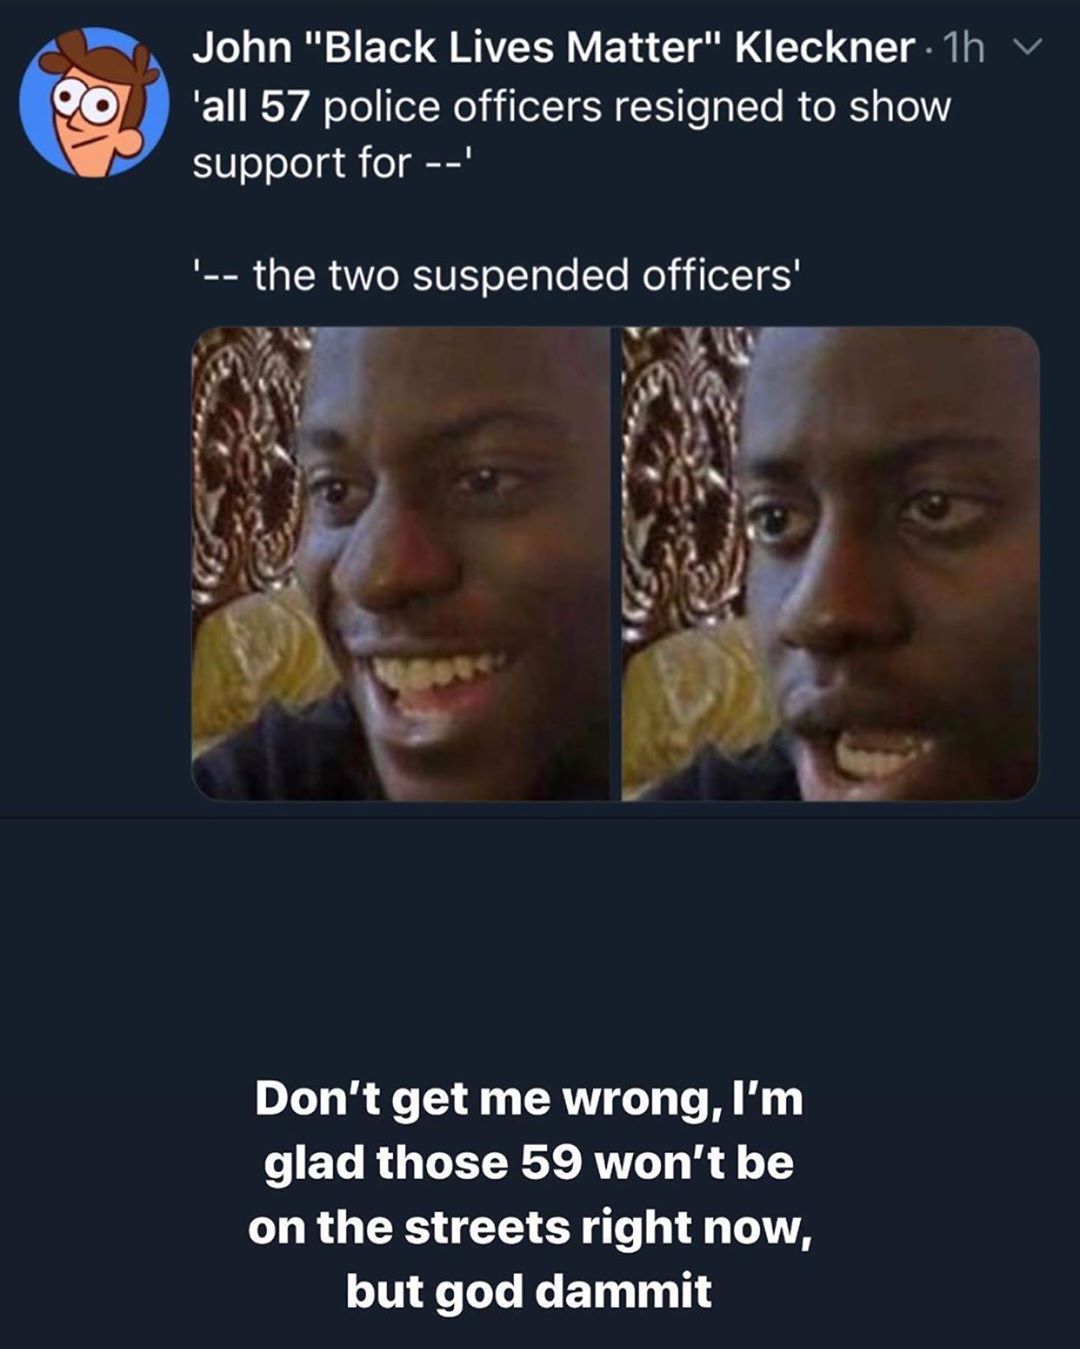 John "Black Lives Matter" Kleckner · 1h
'all 57 police officers resigned to show
support for --'
'-- the two suspended officers'
Don’t get me wrong, I’m
glad those 59 won’t be
on the streets right now,
but god dammit